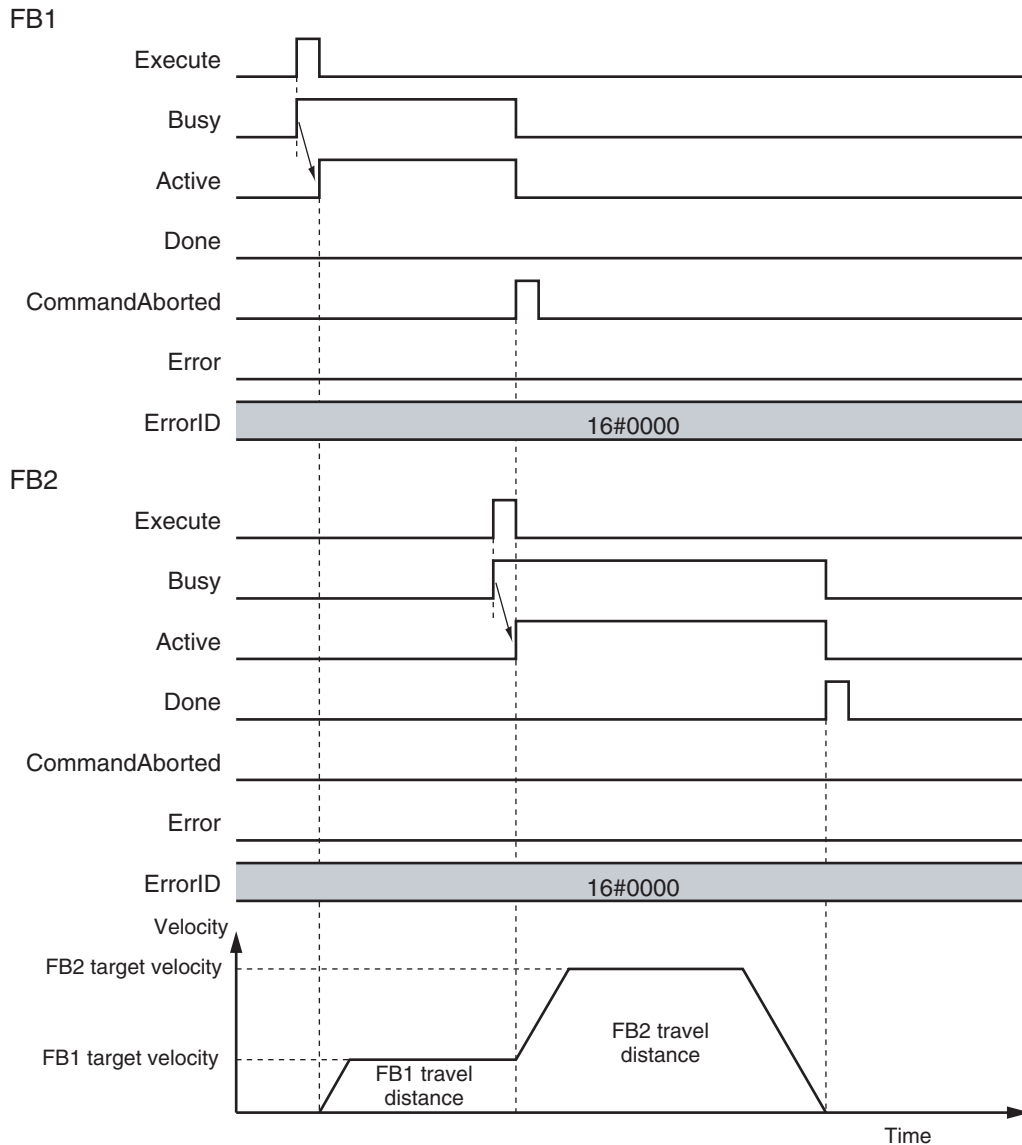 FB1
Execute
Busy
Active
Done
CommandAborted
Error
ErrorID
16#0000
FB2
Execute
Busy
Active
Done
CommandAborted
Error
ErrorID
16#0000
Velocity
FB2 target velocity
FB2 travel
distance
FB1 target velocity
FB1 travel
distance
Time